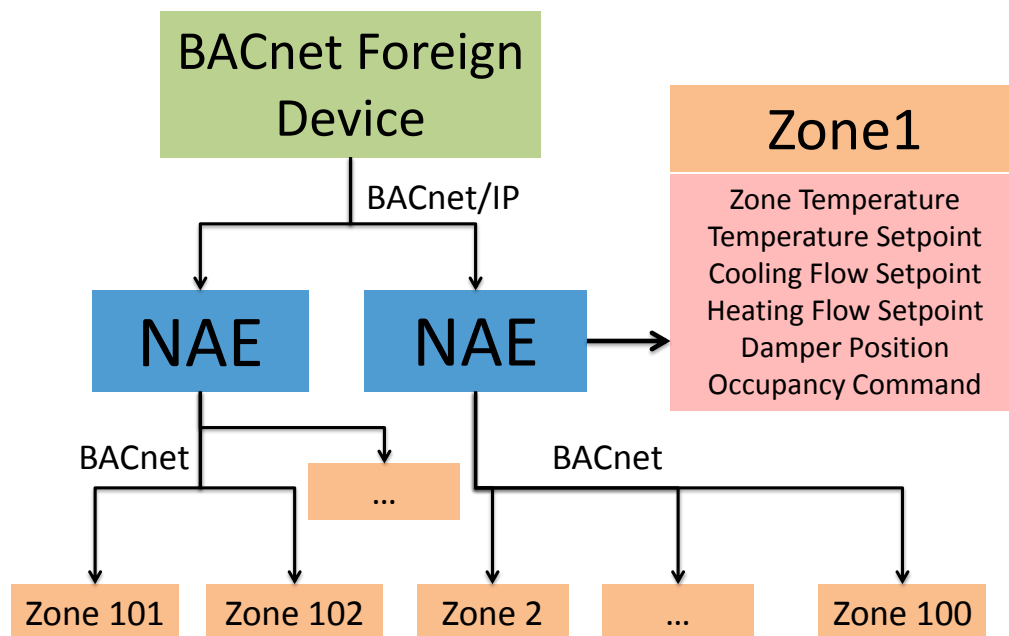 BACnet Foreign
Device
Zone1
Zone Temperature
Temperature Setpoint
Cooling Flow Setpoint
Heating Flow Setpoint
Damper Position
Occupancy Command
BACnet/IP
NAE
NAE
BACnet
BACnet
...
Zone 101
Zone 102
Zone 2
...
Zone 100